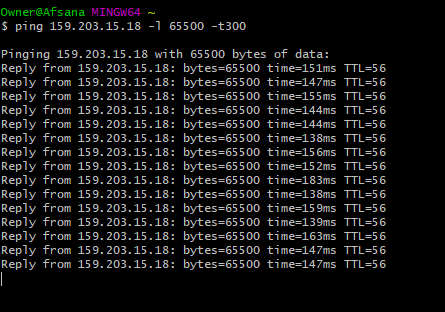 Owner@Afsana MINGW64 ~
$ ping 159.203.15.18 -l 65500 -t300
Pinging 159.203.15.18 with 65500 bytes of data:
Reply from 159.203.15.18: bytes=65500 time=151ms TTL=56
Reply from 159.203.15.18: bytes=65500 time=147ms TTL=56
Reply from 159.203.15.18: bytes=65500 time=155ms TTL=56
Reply from 159.203.15.18: bytes=65500 time=144ms TTL=56
Reply from 159.203.15.18: bytes=65500 time=144ms TTL=56
Reply from 159.203.15.18: bytes=65500 time=138ms TTL=56
Reply from 159.203.15.18: bytes=65500 time=156ms TTL=56
Reply from 159.203.15.18: bytes=65500 time=152ms TTL=56
Reply from 159.203.15.18: bytes=65500 time=183ms TTL=56
Reply from 159.203.15.18: bytes=65500 time=138ms TTL=56
Reply from 159.203.15.18: bytes=65500 time=159ms TTL=56
Reply from 159.203.15.18: bytes=65500 time=139ms TTL=56
Reply from 159.203.15.18: bytes=65500 time=163ms TTL=56
Reply from 159.203.15.18: bytes=65500 time=147ms TTL=56
Reply from 159.203.15.18: bytes=65500 time=147ms TTL=56